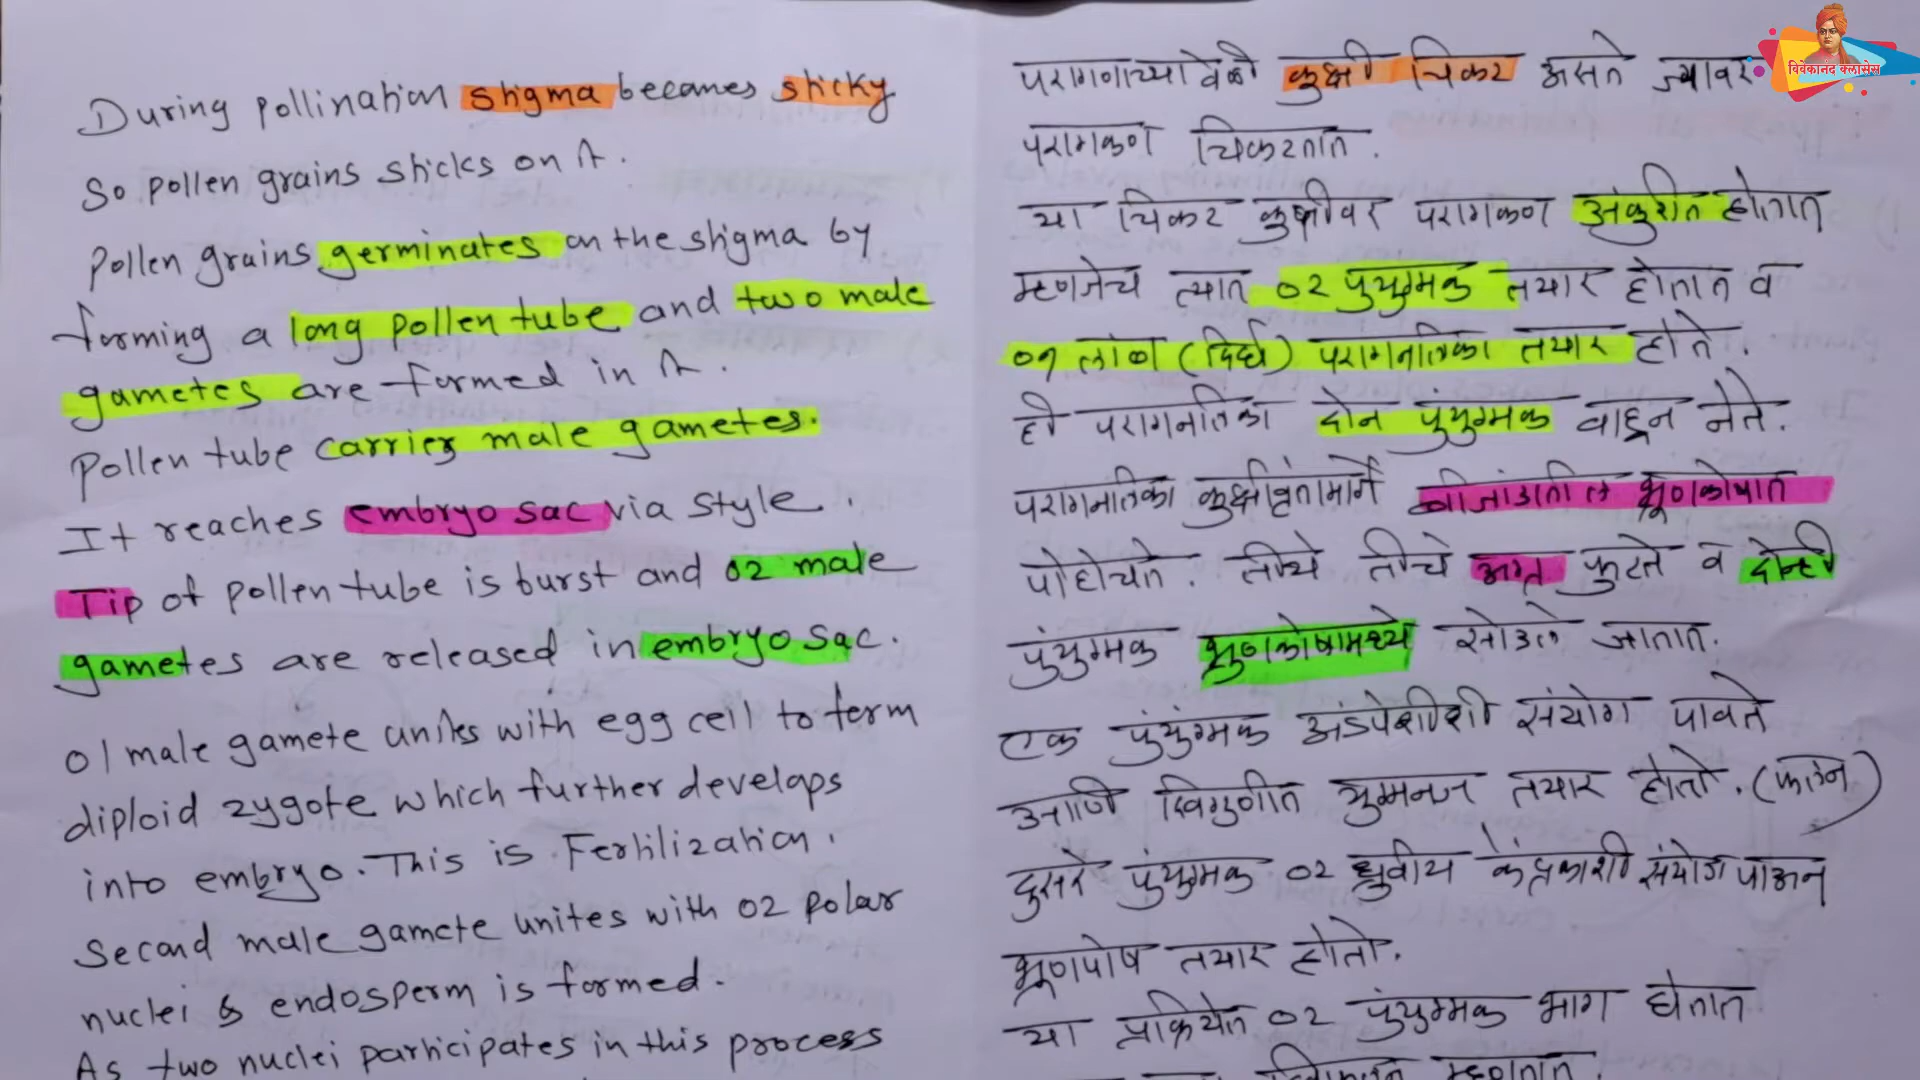 During pollination stigma becomes sticky
So pollen grains sticks on it.
Pollen grains germinates on the stigma by
forming a long pollen tube and two male
gametes are formed in it.
Pollen tube carries male gametes.
It reaches embryo sac via style.
Tip of pollen tube is burst and 02 male
gametes are released in embryo sac.
01 male gamete unites with egg cell to form
diploid zygote which further develops
into embryo. This is Fertilization.
Second male gamete unites with 02 polar
nuclei & endosperm is formed.
As two nuclei participates in this process
परागणाच्यावेळी कुक्षी चिकट असते ज्यावर
परागकण चिकटतात.
या चिकट कुक्षीवर परागकण अंकुरीत होतात
म्हणजेच त्यात 02 पुंयुग्मक तयार होतात व
01 लांब (दिर्घ) परागनलिका तयार होते.
ही परागनलिका दोन पुंयुग्मक वाहून नेते.
परागनलिका कुक्षीवृंतामार्गे बीजांडातील भ्रूणकोषात
पोहोचते. तीथे तीचे अग्र फुटते व दोन्ही
पुंयुग्मक भ्रुणकोषामध्ये सोडले जातात.
एक पुंयुग्मक अंडपेशीशी संयोग पावते
आणि द्विगुणीत युग्मनज तयार होतो. (फलन)
दुसरे पुंयुग्मक 02 ध्रुवीय केंद्रकाशी संयोग पाऊन
भ्रूणपोष तयार होतो.
या प्रक्रियेत 02 पुंयुग्मक भाग घेतात
म्हणतात.
विवेकानंद क्लासेस